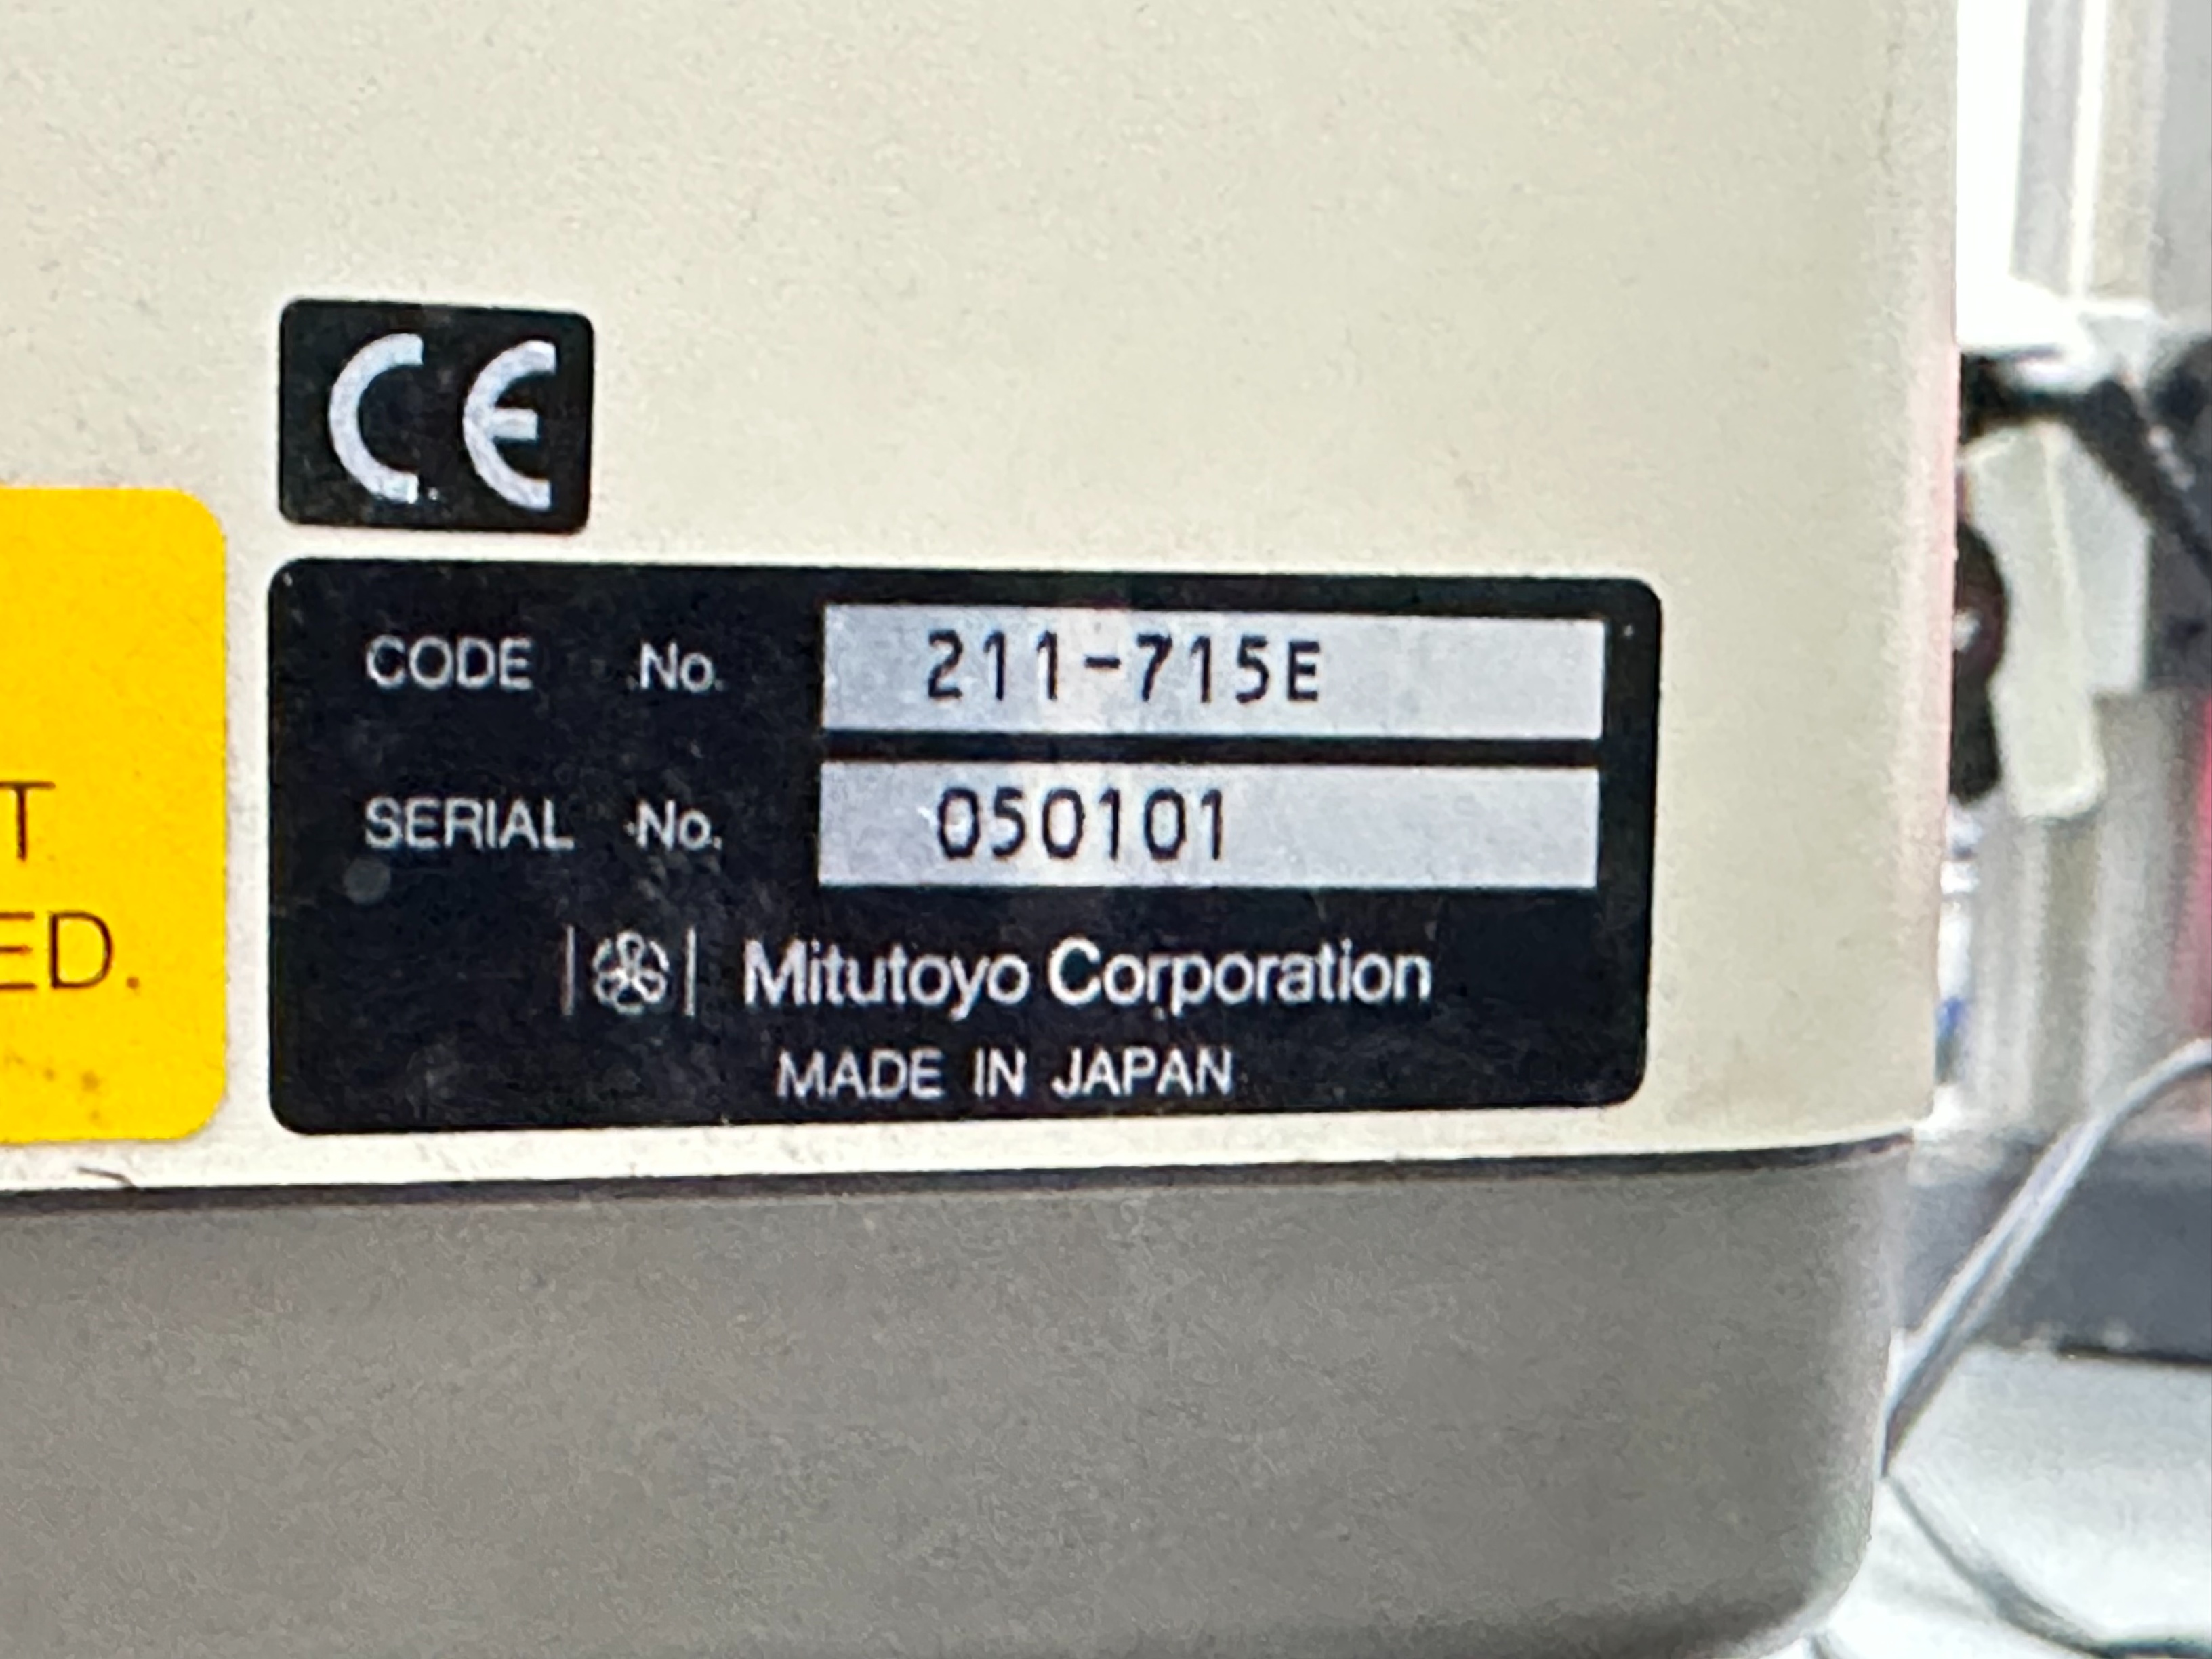 CE
T
ED.
CODE No. 211-715E
SERIAL No. 050101
Mitutoyo Corporation
MADE IN JAPAN